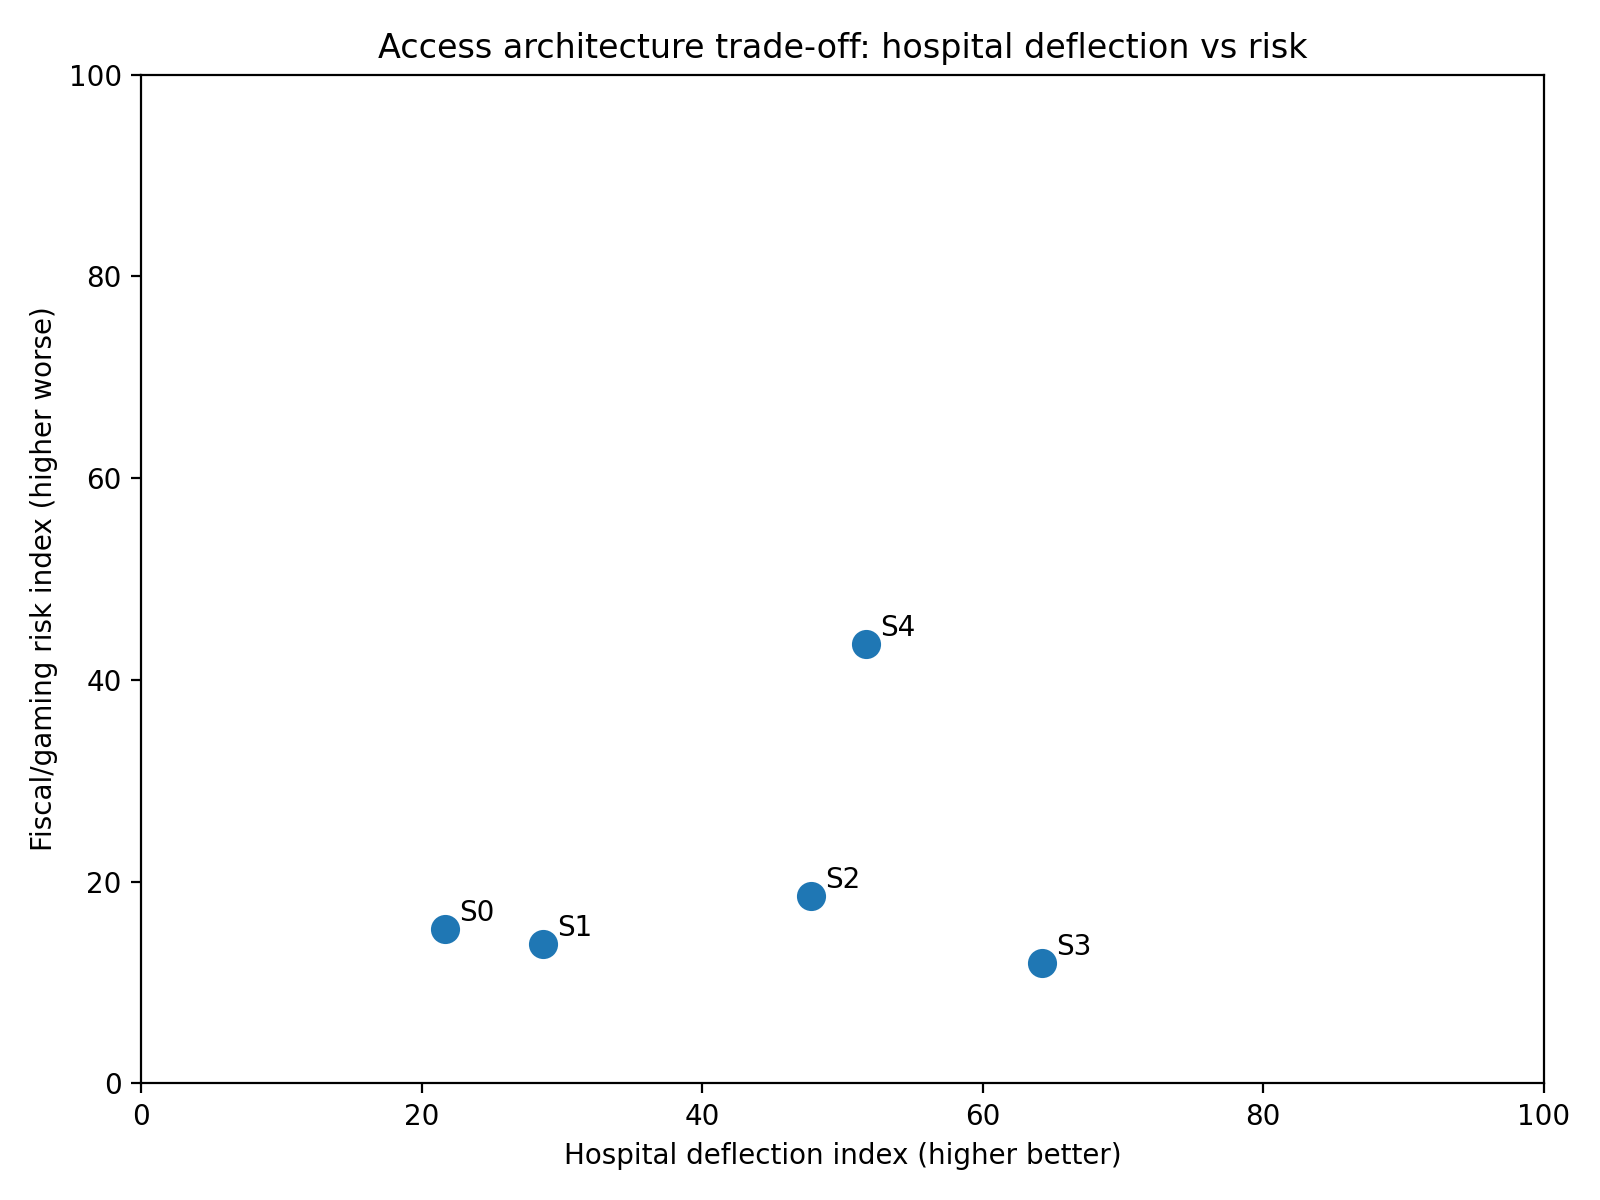 Access architecture trade-off: hospital deflection vs risk
Fiscal/gaming risk index (higher worse)
100
80
60
40
20
0
S4
S2
S0
S1
S3
0 20 40 60 80 100
Hospital deflection index (higher better)